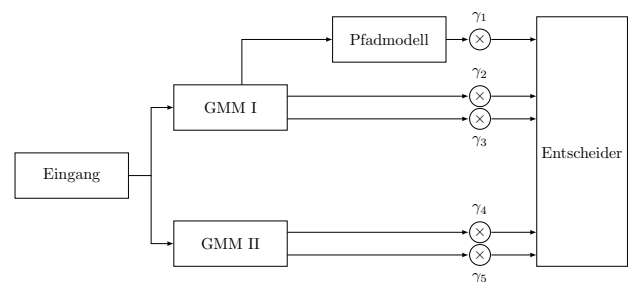 γ1
Pfadmodell
×
γ2
GMM I
×
×
γ3
Entscheider
Eingang
γ4
GMM II
×
×
γ5